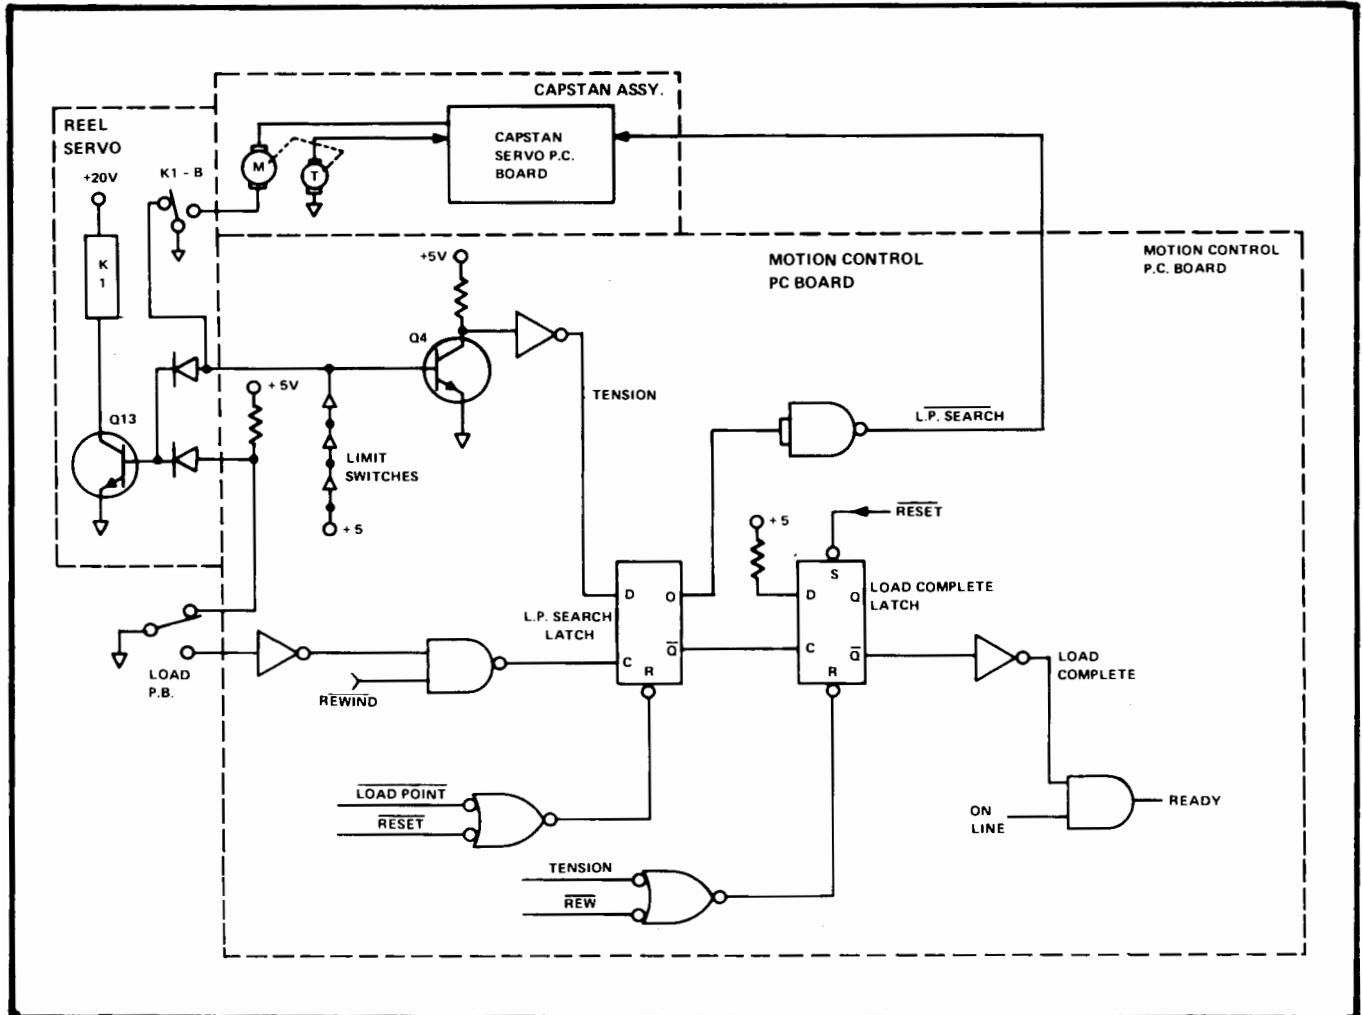 CAPSTAN ASSY.
REEL
SERVO
+20V
K1 - B
M
T
CAPSTAN
SERVO P.C.
BOARD
K
1
+5V
MOTION CONTROL
PC BOARD
MOTION CONTROL
P.C. BOARD
Q4
+ 5V
Q13
TENSION
L.P. SEARCH
LIMIT
SWITCHES
+ 5
+ 5
RESET
S
D
O
D
Q
LOAD COMPLETE
LATCH
L.P. SEARCH
LATCH
Q
C
Q
C
R
R
LOAD
P.B.
REWIND
LOAD
COMPLETE
LOAD POINT
RESET
ON
LINE
READY
TENSION
REW